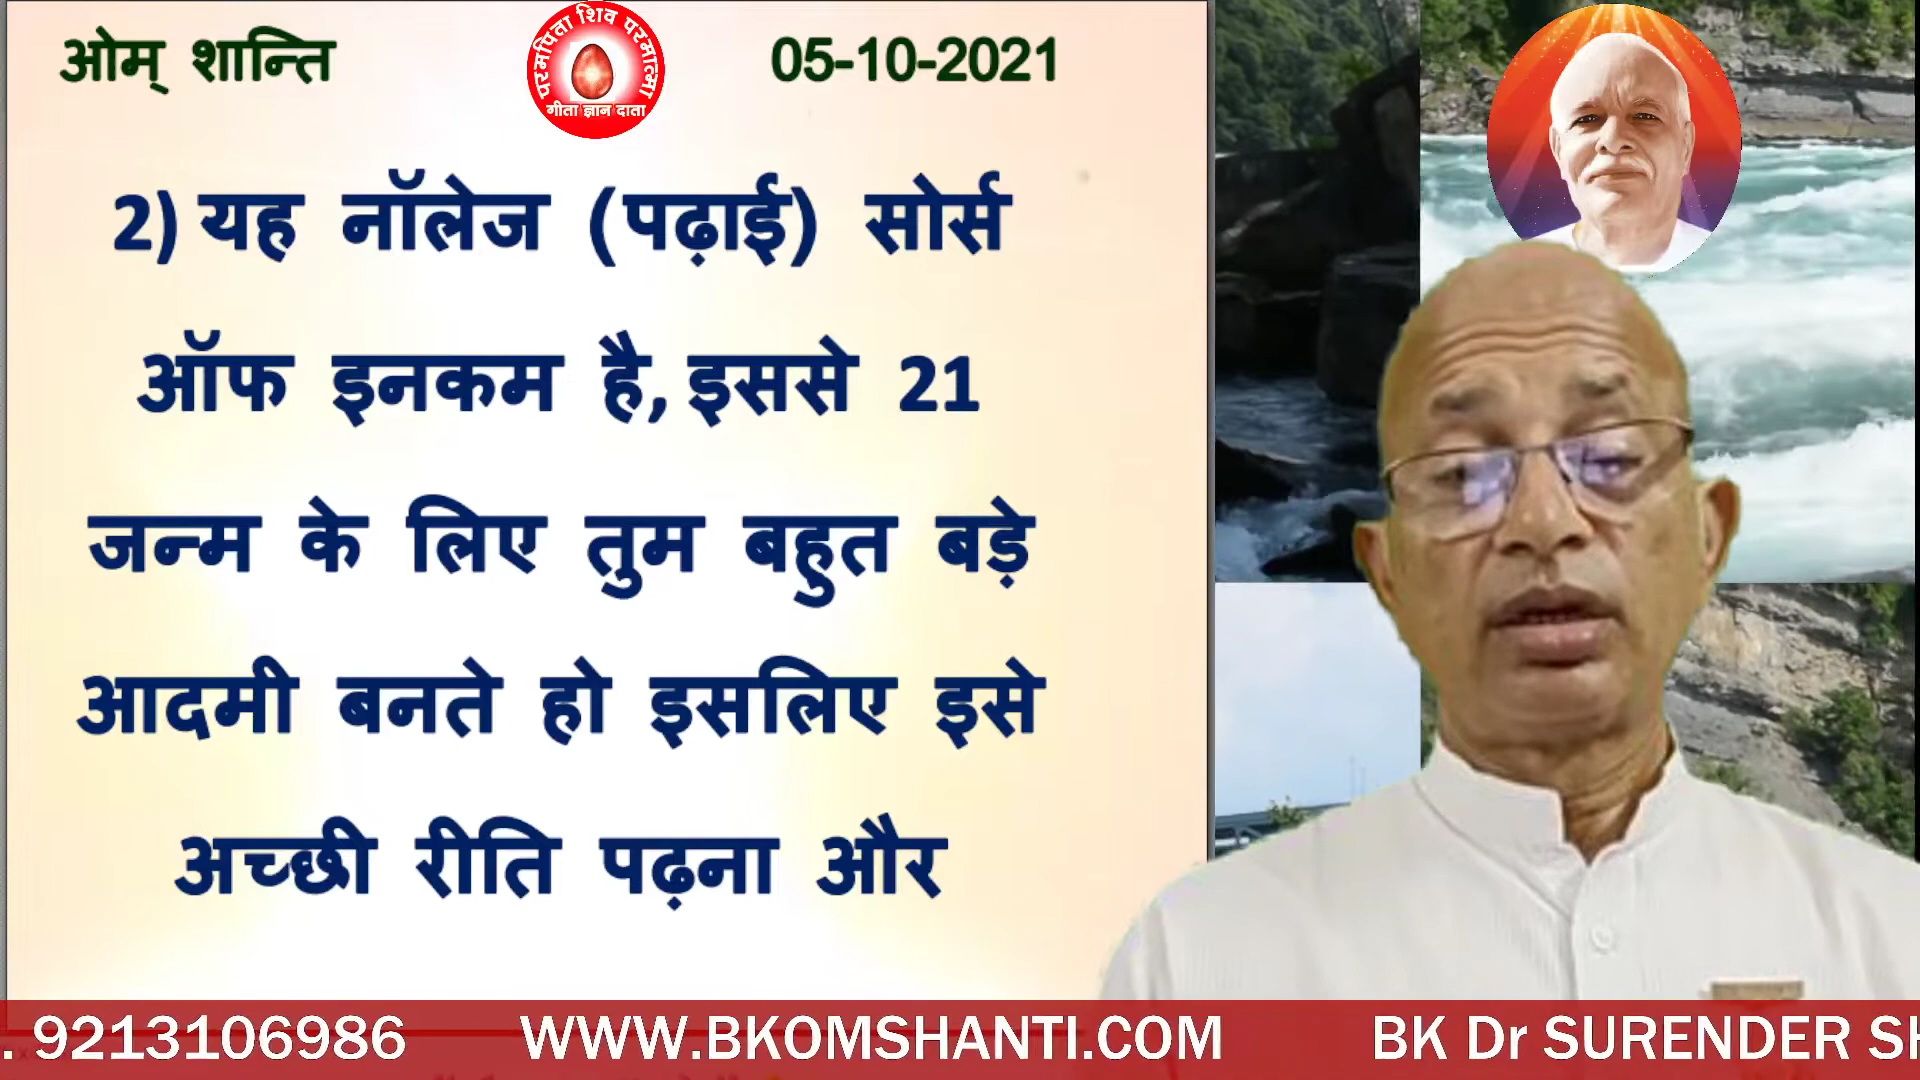 ओम् शान्ति
परमपिता शिव परमात्मा
गीता ज्ञान दाता
05-10-2021
2) यह नॉलेज (पढ़ाई) सोर्स
ऑफ इनकम है, इससे 21
जन्म के लिए तुम बहुत बड़े
आदमी बनते हो इसलिए इसे
अच्छी रीति पढ़ना और
. 9213106986 WWW.BKOMSHANTI.COM BK Dr SURENDER SH